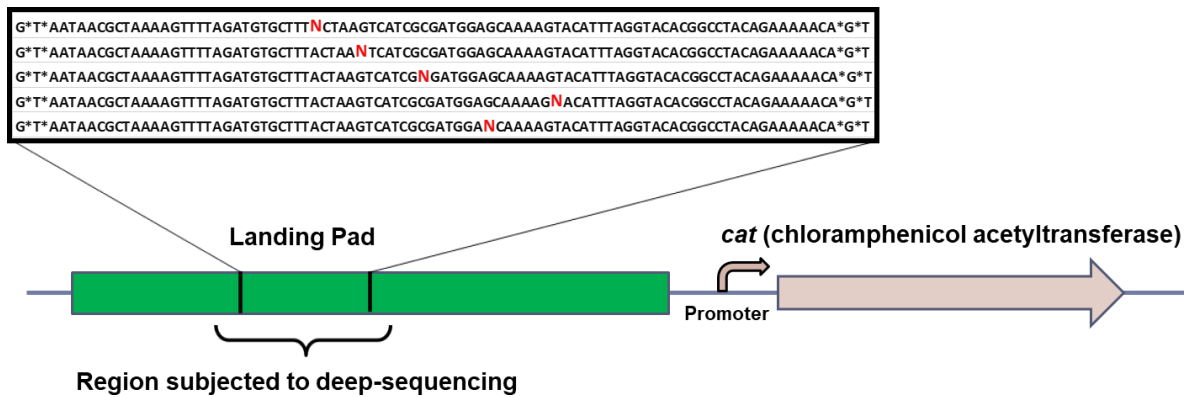 G*T*AATAACGCTAAAAGTTTTAGATGTGCTTTNCTAAGTCATCGCGATGGAGCAAAAGTACATTTAGGTACACGGCCTACAGAAAAACA*G*T
G*T*AATAACGCTAAAAGTTTTAGATGTGCTTTACTAANTCATCGCGATGGAGCAAAAGTACATTTAGGTACACGGCCTACAGAAAAACA*G*T
G*T*AATAACGCTAAAAGTTTTAGATGTGCTTTACTAAGTCATCGNGATGGAGCAAAAGTACATTTAGGTACACGGCCTACAGAAAAACA*G*T
G*T*AATAACGCTAAAAGTTTTAGATGTGCTTTACTAAGTCATCGCGATGGAGCAAAAGNACATTTAGGTACACGGCCTACAGAAAAACA*G*T
G*T*AATAACGCTAAAAGTTTTAGATGTGCTTTACTAAGTCATCGCGATGGANCAAAAGTACATTTAGGTACACGGCCTACAGAAAAACA*G*T
Landing Pad
cat (chloramphenicol acetyltransferase)
Promoter
Region subjected to deep-sequencing